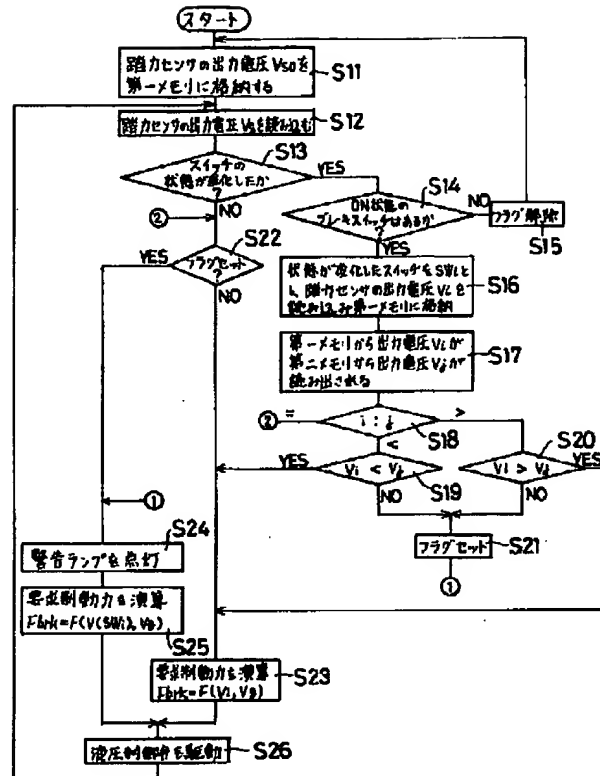 スタート
踏力センサの出力電圧 Vsoを
第一メモリに格納する
S11
踏力センサの出力電圧Vsを読み込む
S12
スイッチの
状態が変化したか
?
S13
YES
NO
②
ON状態の
ブレーキスイッチはあるか
?
S14
NO
YES
フラグ解除
S15
フラグセット
?
S22
YES
NO
状態が変化したスイッチをSWiと
し、踏力センサの出力電圧Viを
読み込み第一メモリに格納
S16
第一メモリから出力電圧Viが
第二メモリから出力電圧Vjが
読み出される
S17
② =
i : j
>
S18
<
YES
Vi < Vj
S19
NO
Vi > Vj
S20
YES
NO
フラグセット
S21
①
①
S24
警告ランプを点灯
要求制動力を演算
Fbrk=F(V(SWi), Vs)
S25
要求制動力を演算
Fbrk=F(Vi, Vs)
S23
液圧制御弁を駆動
S26